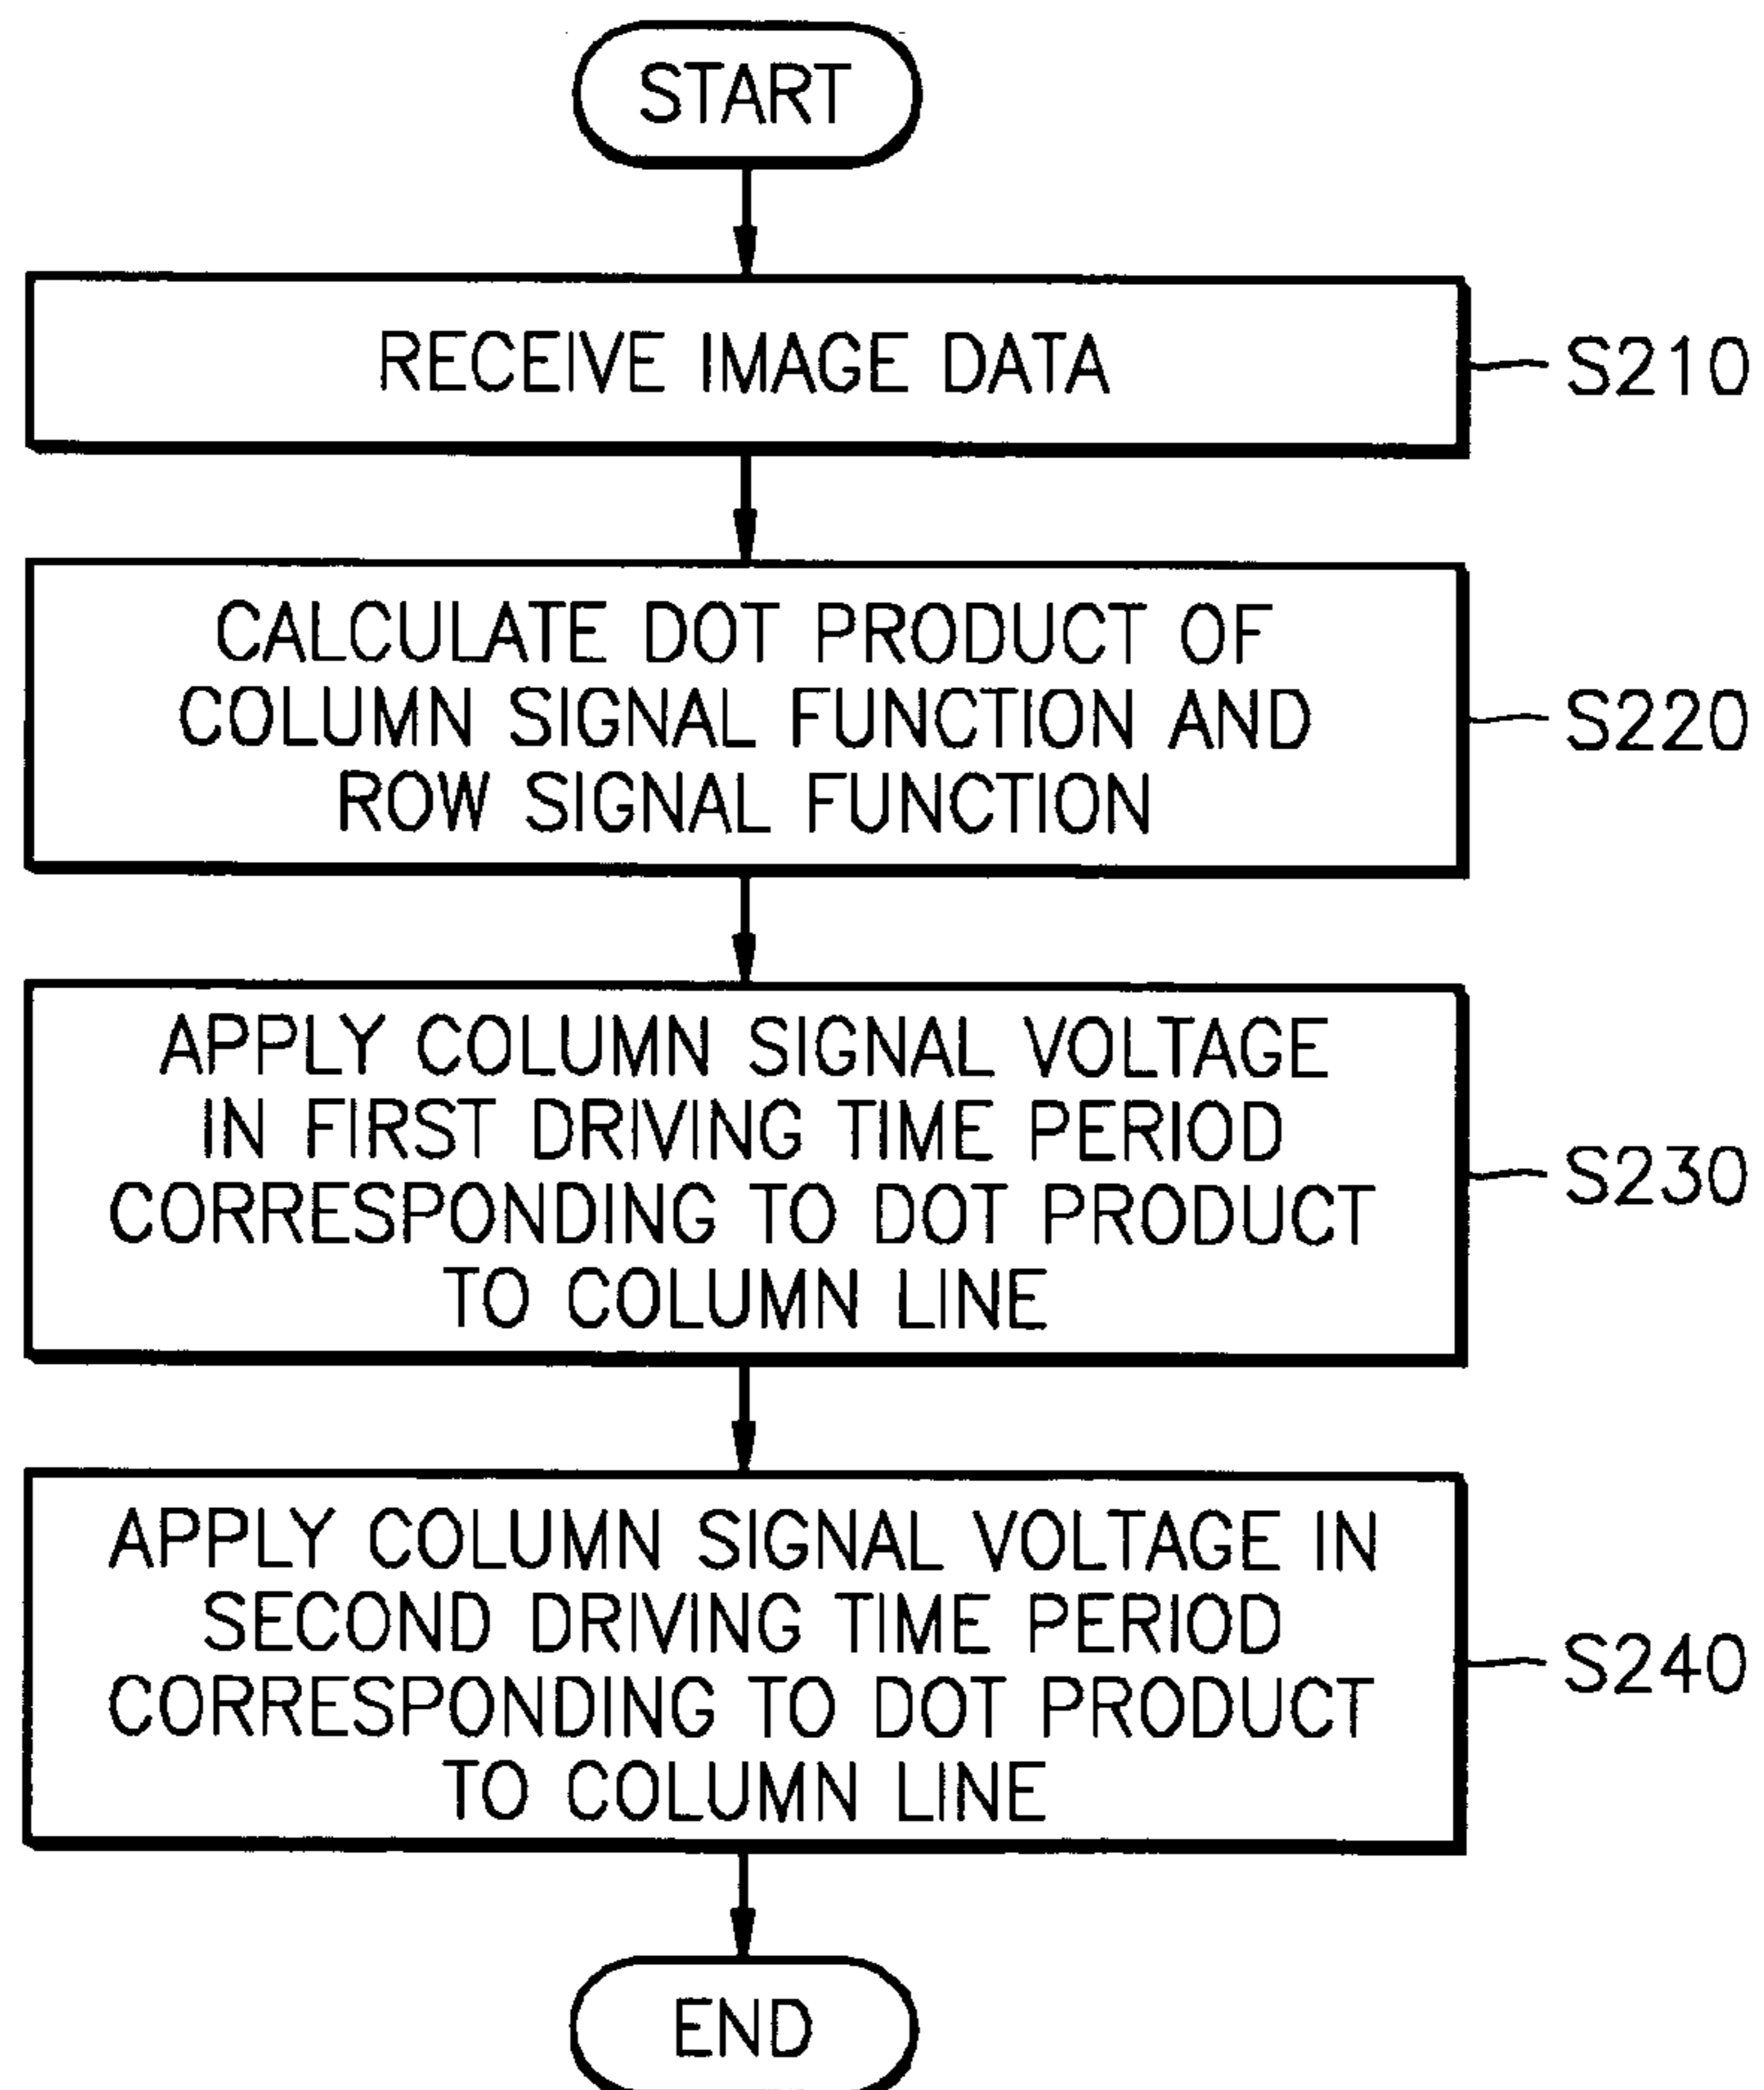 START
RECEIVE IMAGE DATA
S210
CALCULATE DOT PRODUCT OF
COLUMN SIGNAL FUNCTION AND
ROW SIGNAL FUNCTION
S220
APPLY COLUMN SIGNAL VOLTAGE
IN FIRST DRIVING TIME PERIOD
CORRESPONDING TO DOT PRODUCT
TO COLUMN LINE
S230
APPLY COLUMN SIGNAL VOLTAGE IN
SECOND DRIVING TIME PERIOD
CORRESPONDING TO DOT PRODUCT
TO COLUMN LINE
S240
END